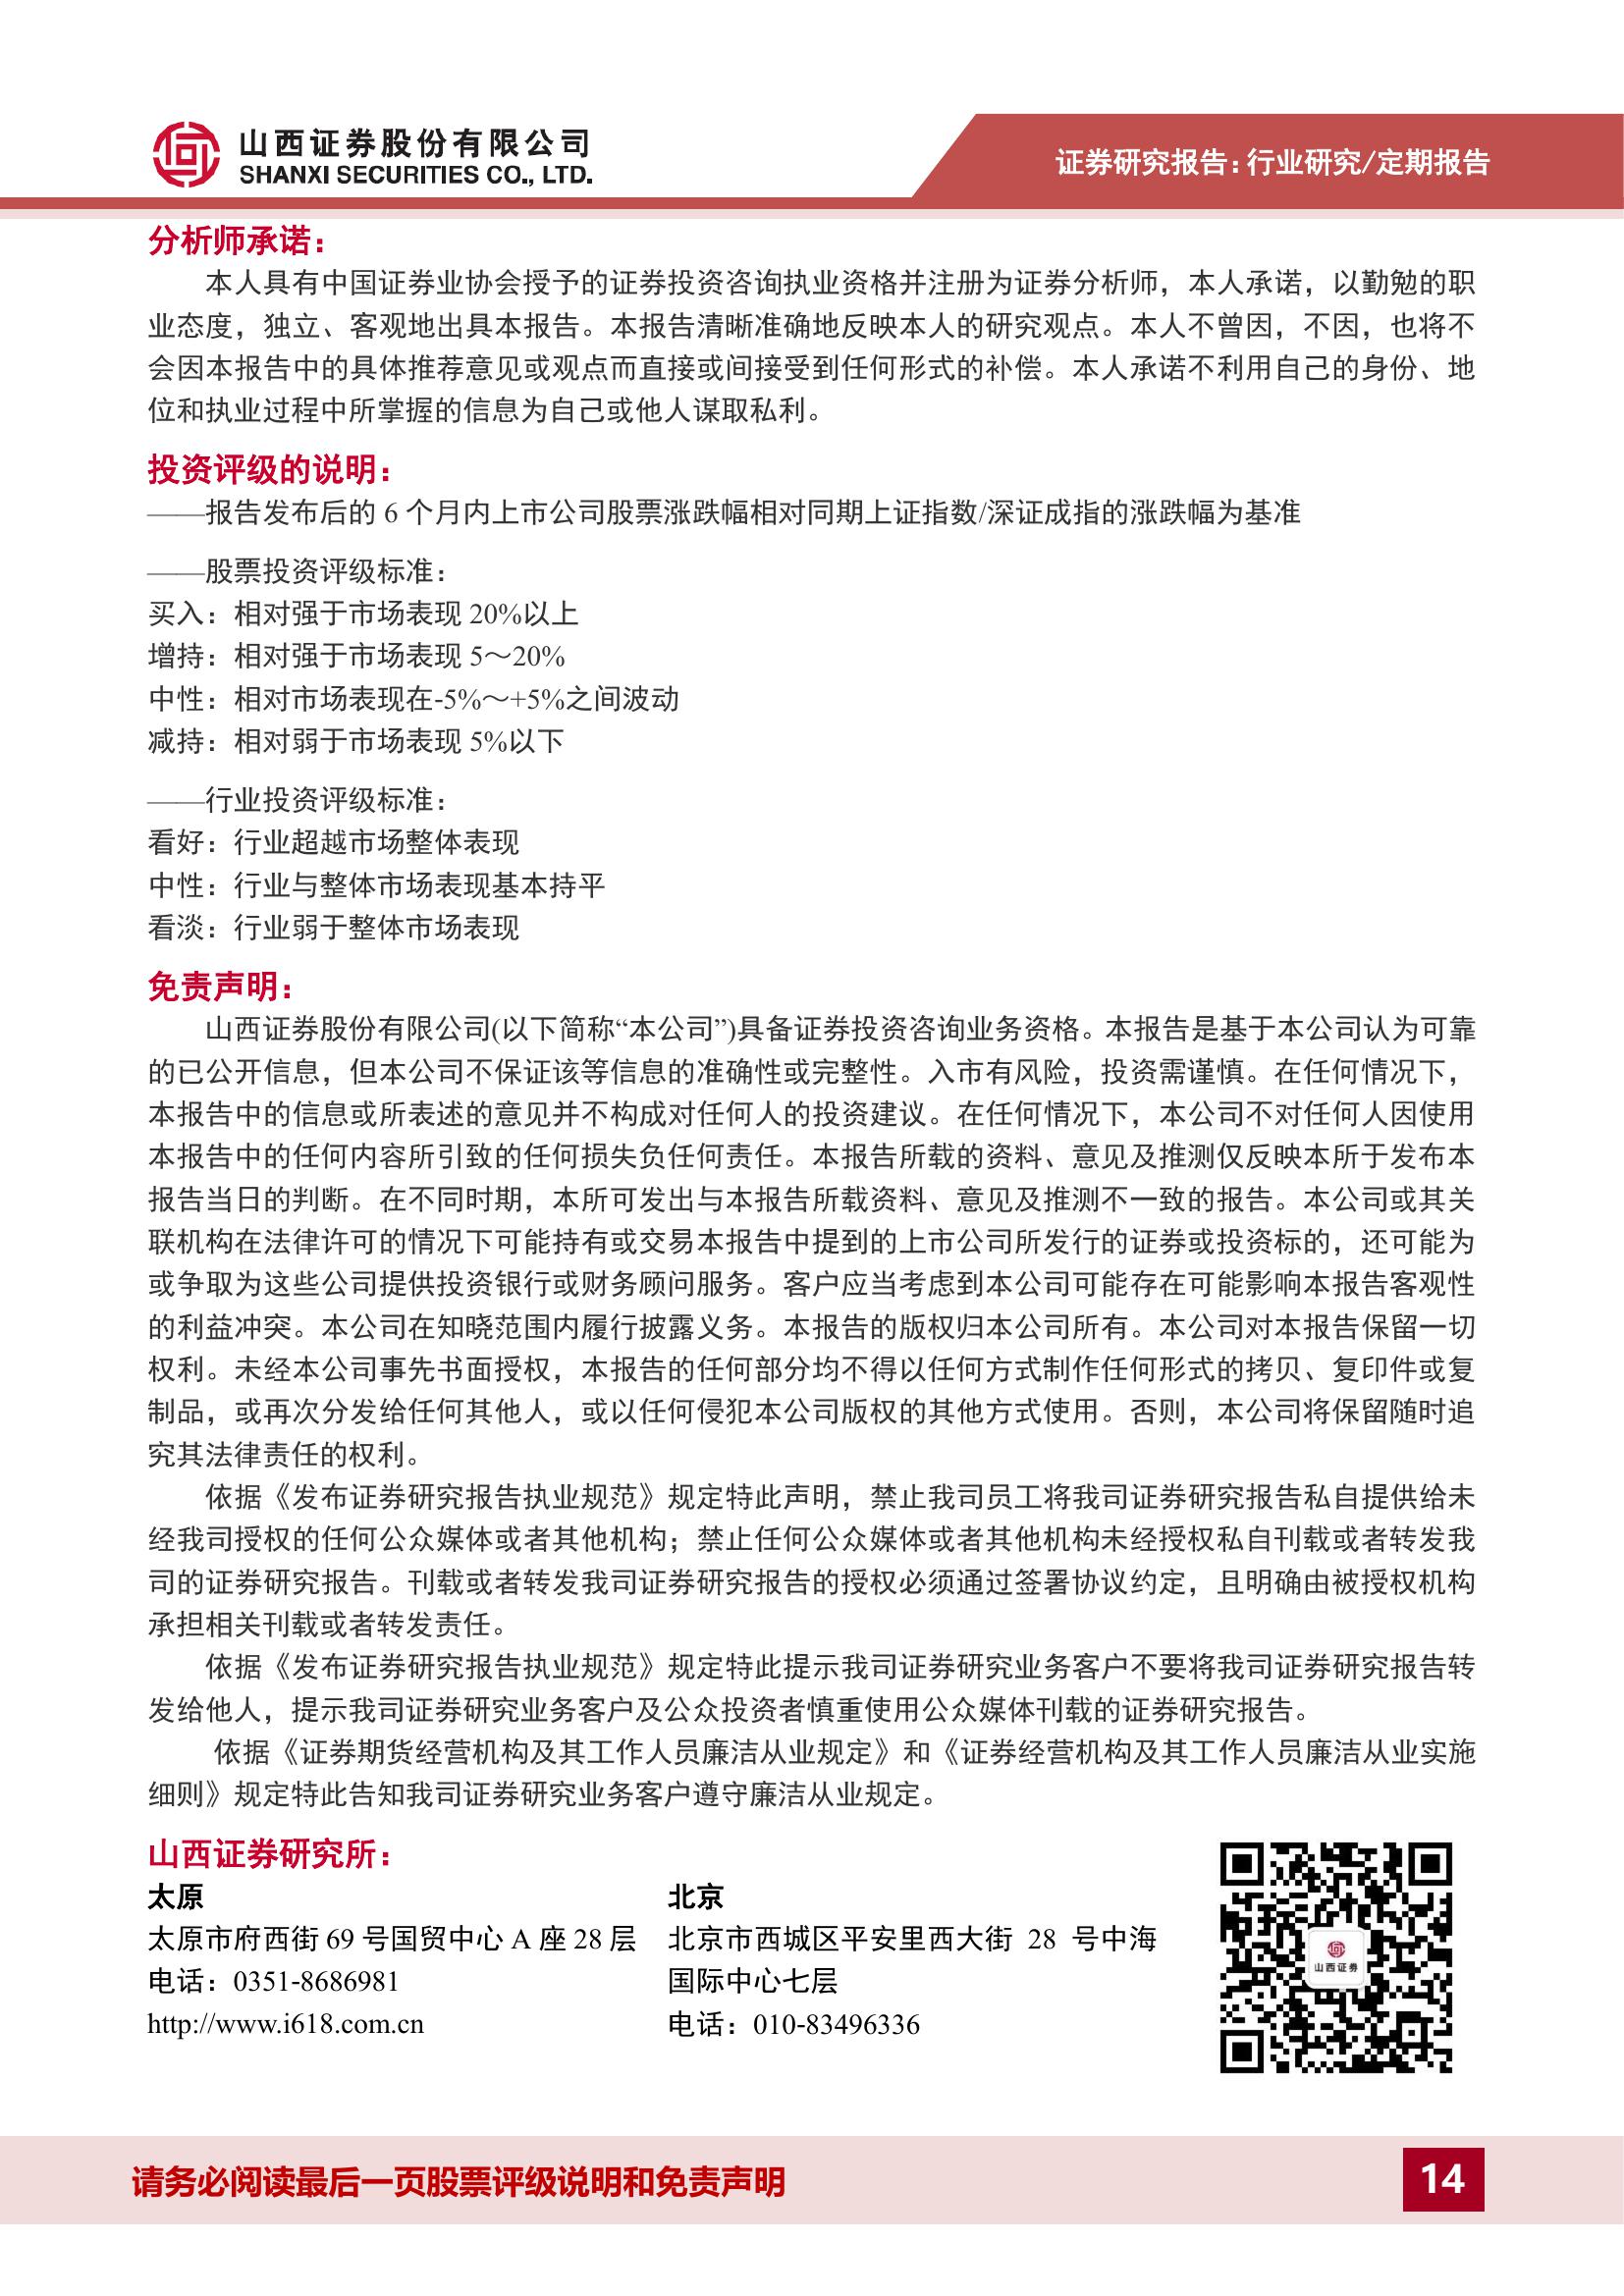 山西证券股份有限公司
SHANXI SECURITIES CO., LTD.
证券研究报告：行业研究/定期报告
分析师承诺：
本人具有中国证券业协会授予的证券投资咨询执业资格并注册为证券分析师，本人承诺，以勤勉的职
业态度，独立、客观地出具本报告。本报告清晰准确地反映本人的研究观点。本人不曾因，不因，也将不
会因本报告中的具体推荐意见或观点而直接或间接受到任何形式的补偿。本人承诺不利用自己的身份、地
位和执业过程中所掌握的信息为自己或他人谋取私利。
投资评级的说明：
——报告发布后的 6 个月内上市公司股票涨跌幅相对同期上证指数/深证成指的涨跌幅为基准
——股票投资评级标准：
买入：相对强于市场表现 20%以上
增持：相对强于市场表现 5～20%
中性：相对市场表现在-5%～+5%之间波动
减持：相对弱于市场表现 5%以下
——行业投资评级标准：
看好：行业超越市场整体表现
中性：行业与整体市场表现基本持平
看淡：行业弱于整体市场表现
免责声明：
山西证券股份有限公司(以下简称“本公司”)具备证券投资咨询业务资格。本报告是基于本公司认为可靠
的已公开信息，但本公司不保证该等信息的准确性或完整性。入市有风险，投资需谨慎。在任何情况下，
本报告中的信息或所表述的意见并不构成对任何人的投资建议。在任何情况下，本公司不对任何人因使用
本报告中的任何内容所引致的任何损失负任何责任。本报告所载的资料、意见及推测仅反映本所于发布本
报告当日的判断。在不同时期，本所可发出与本报告所载资料、意见及推测不一致的报告。本公司或其关
联机构在法律许可的情况下可能持有或交易本报告中提到的上市公司所发行的证券或投资标的，还可能为
或争取为这些公司提供投资银行或财务顾问服务。客户应当考虑到本公司可能存在可能影响本报告客观性
的利益冲突。本公司在知晓范围内履行披露义务。本报告的版权归本公司所有。本公司对本报告保留一切
权利。未经本公司事先书面授权，本报告的任何部分均不得以任何方式制作任何形式的拷贝、复印件或复
制品，或再次分发给任何其他人，或以任何侵犯本公司版权的其他方式使用。否则，本公司将保留随时追
究其法律责任的权利。
依据《发布证券研究报告执业规范》规定特此声明，禁止我司员工将我司证券研究报告私自提供给未
经我司授权的任何公众媒体或者其他机构；禁止任何公众媒体或者其他机构未经授权私自刊载或者转发我
司的证券研究报告。刊载或者转发我司证券研究报告的授权必须通过签署协议约定，且明确由被授权机构
承担相关刊载或者转发责任。
依据《发布证券研究报告执业规范》规定特此提示我司证券研究业务客户不要将我司证券研究报告转
发给他人，提示我司证券研究业务客户及公众投资者慎重使用公众媒体刊载的证券研究报告。
依据《证券期货经营机构及其工作人员廉洁从业规定》和《证券经营机构及其工作人员廉洁从业实施
细则》规定特此告知我司证券研究业务客户遵守廉洁从业规定。
山西证券研究所：
太原
太原市府西街 69 号国贸中心 A 座 28 层
电话：0351-8686981
http://www.i618.com.cn
北京
北京市西城区平安里西大街 28 号中海
国际中心七层
电话：010-83496336
山西证券
请务必阅读最后一页股票评级说明和免责声明
14